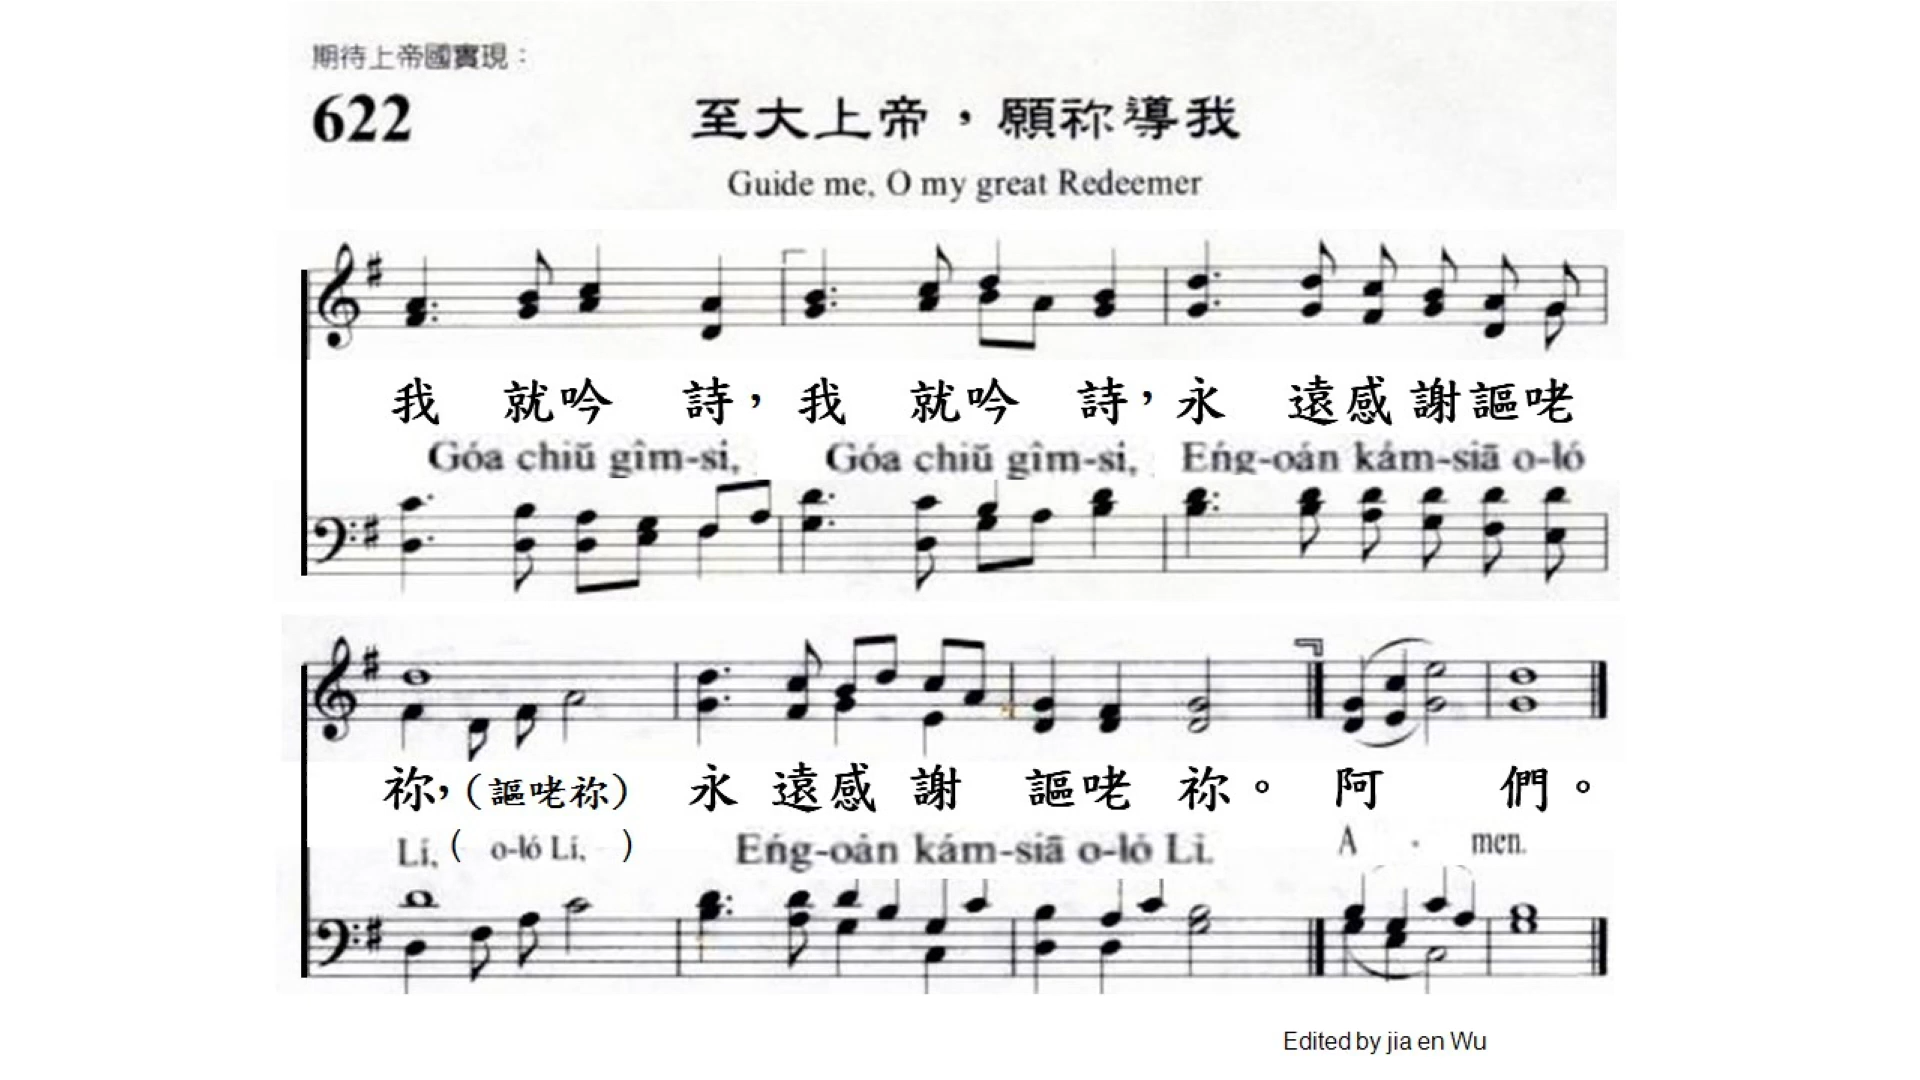 期待上帝國實現：
622
至大上帝，願祢導我
Guide me, O my great Redeemer
我 就吟 詩，我 就吟 詩，永 遠感謝謳咾
Góa chiū gîm-si, Góa chiū gîm-si, Éng-oán kám-siā o-ló
祢，（謳咾祢） 永 遠感 謝 謳咾 祢。阿 們。
Lí, ( o-ló Lí, ) Éng-oán kám-siā o-ló Lí. A - men.
Edited by jia en Wu